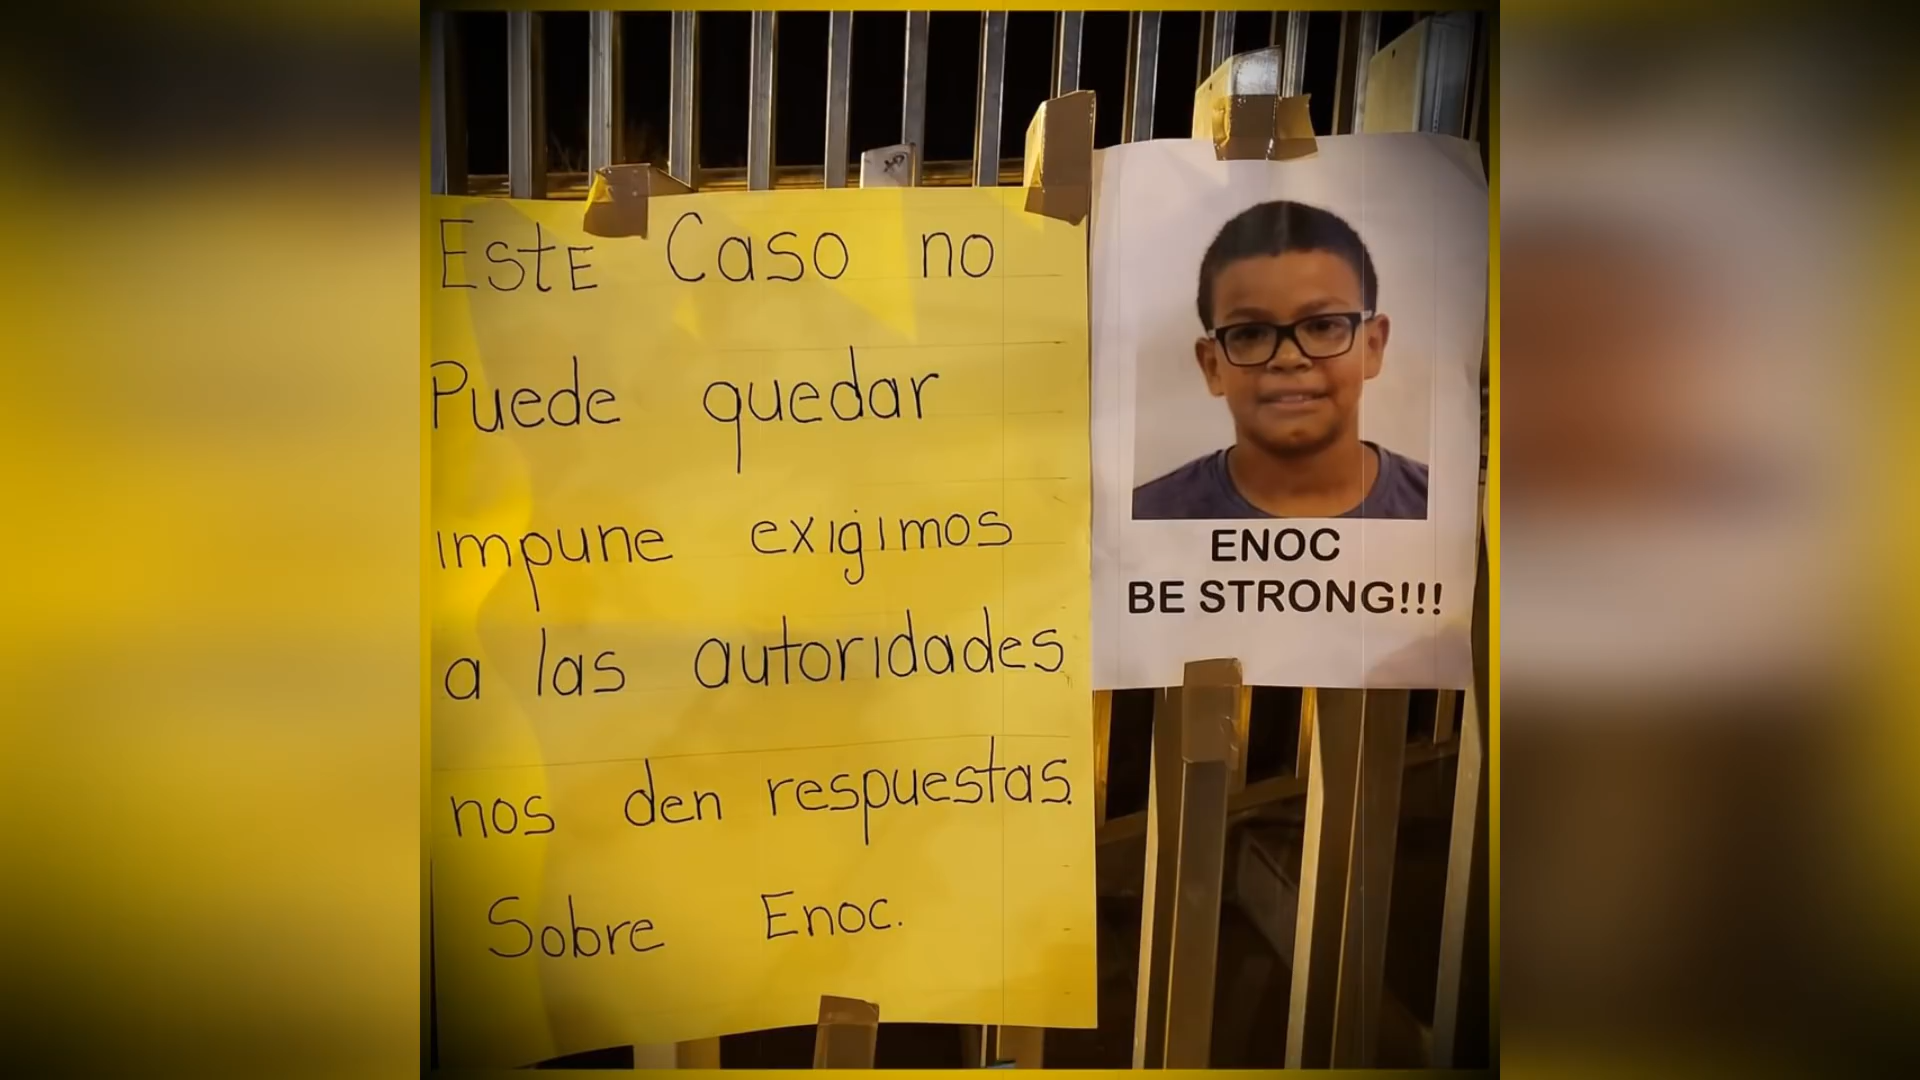 Este Caso no
Puede quedar
impune exigimos
a las autoridades
nos den respuestas.
Sobre Enoc.
ENOC
BE STRONG!!!